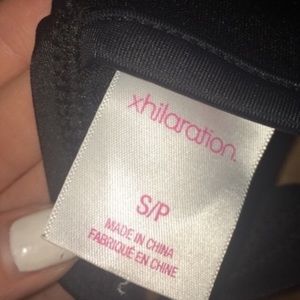 xhilaration.
S/P
MADE IN CHINA
FABRIQUÉ EN CHINE